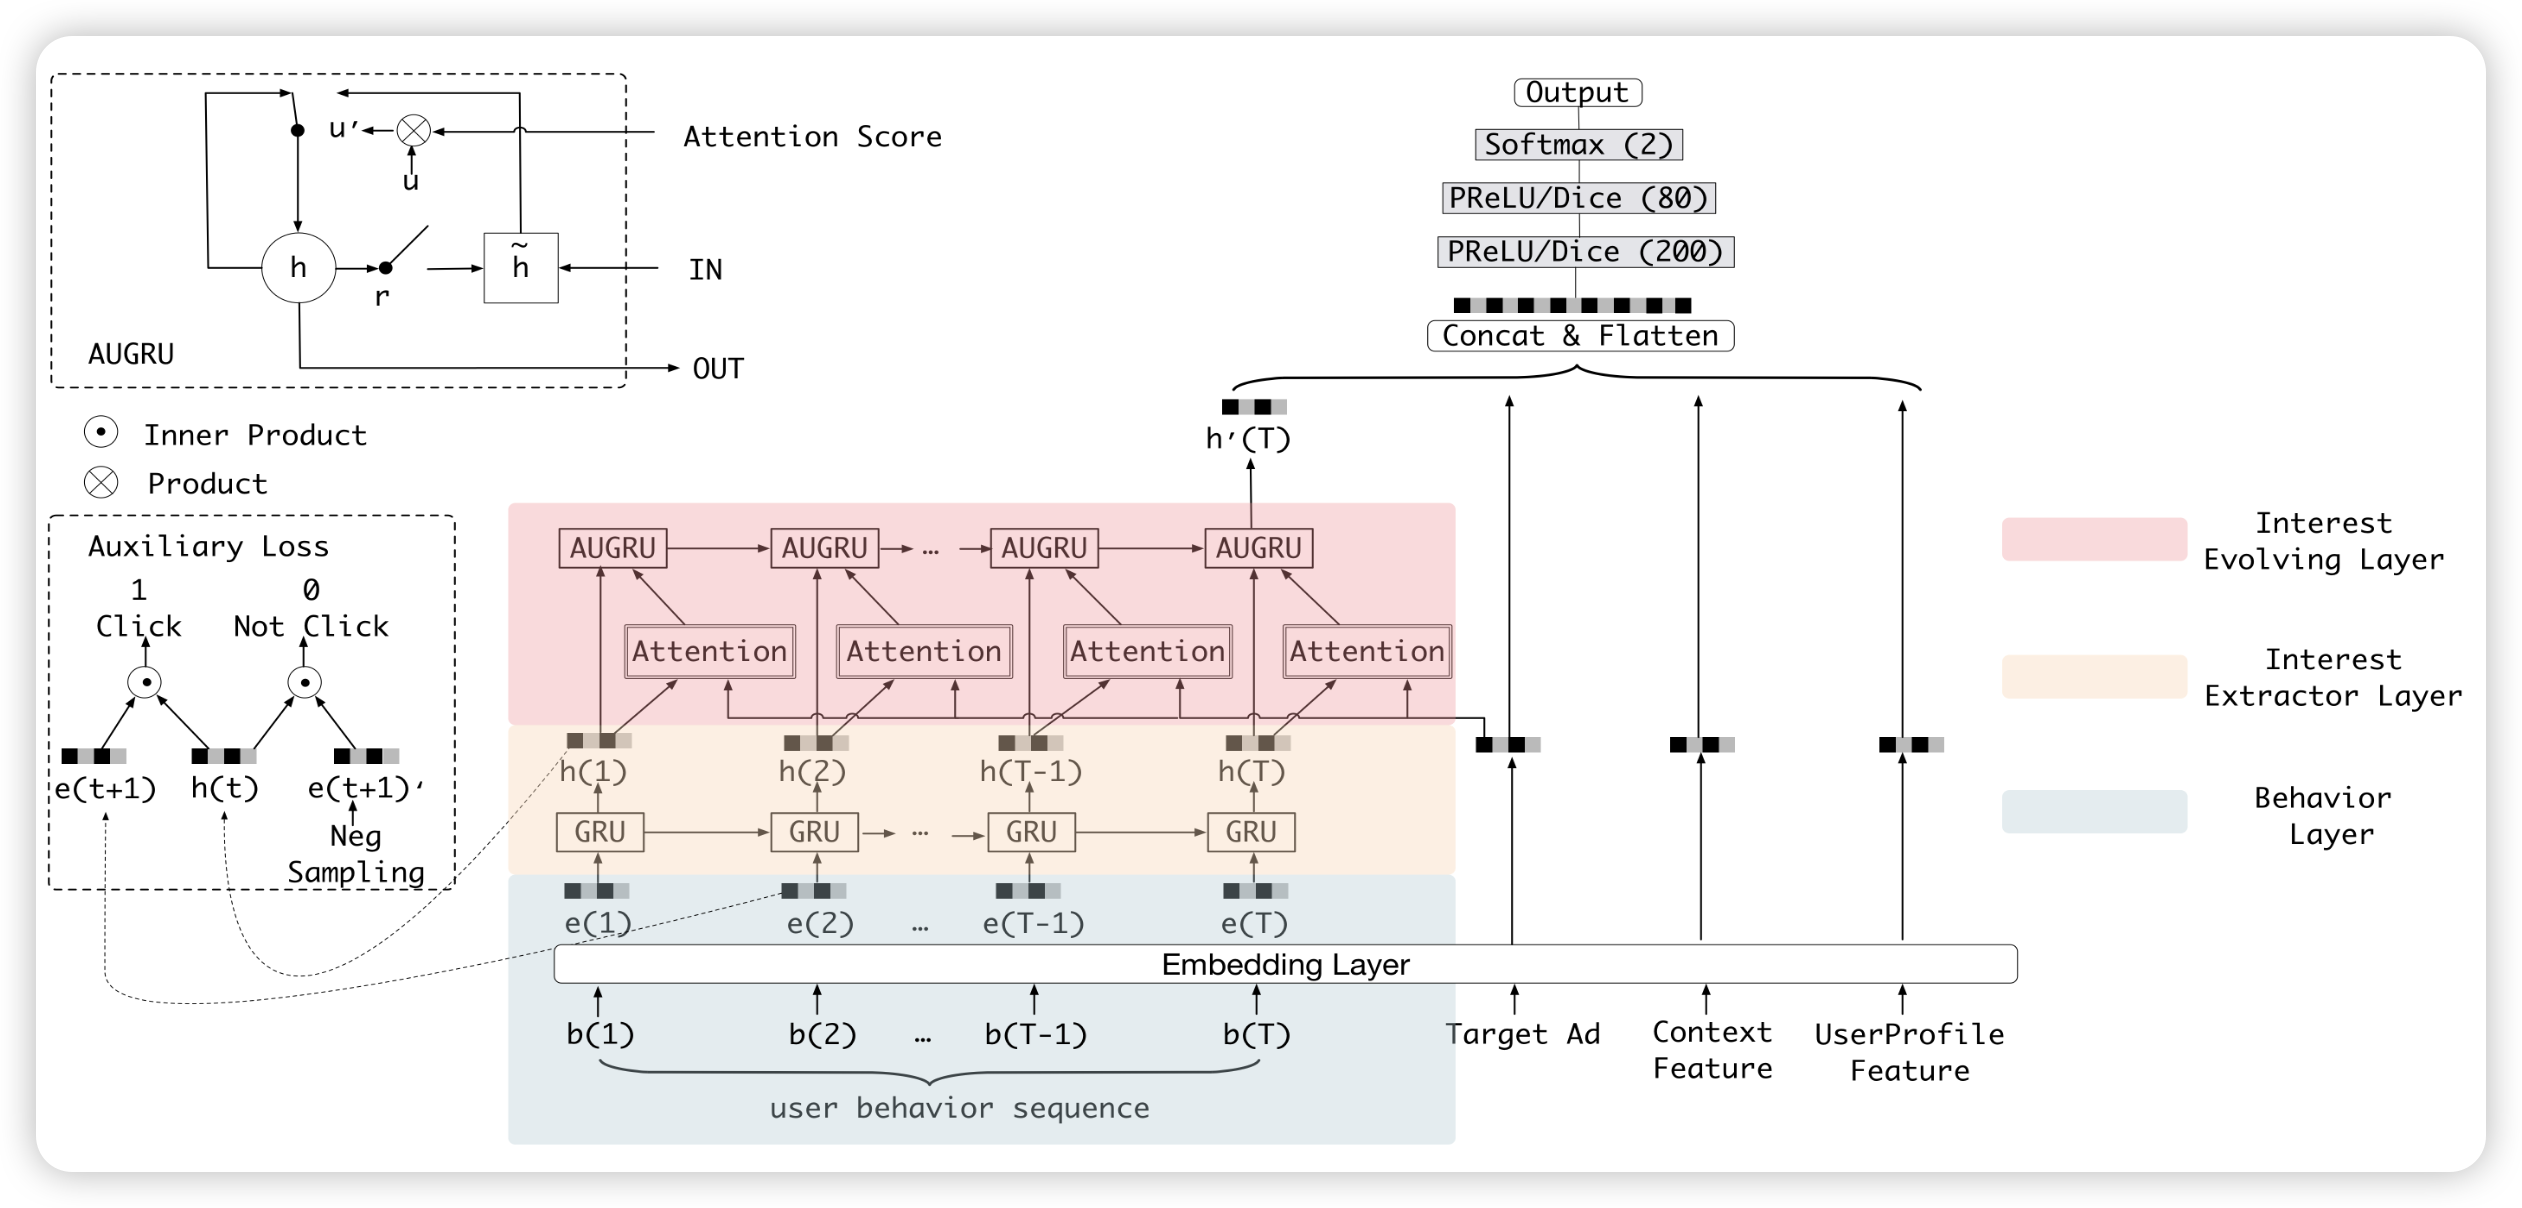 u′
Attention Score
u
h
r
h̃
IN
AUGRU
OUT
Inner Product
Product
Auxiliary Loss
1
0
Click
Not Click
e(t+1)
h(t)
e(t+1)′
Neg
Sampling
Output
Softmax (2)
PReLU/Dice (80)
PReLU/Dice (200)
Concat & Flatten
h′(T)
AUGRU
AUGRU
…
AUGRU
AUGRU
Attention
Attention
Attention
Attention
h(1)
h(2)
h(T-1)
h(T)
GRU
GRU
…
GRU
GRU
e(1)
e(2)
…
e(T-1)
e(T)
Embedding Layer
b(1)
b(2)
…
b(T-1)
b(T)
Target Ad
Context
Feature
UserProfile
Feature
user behavior sequence
Interest
Evolving Layer
Interest
Extractor Layer
Behavior
Layer